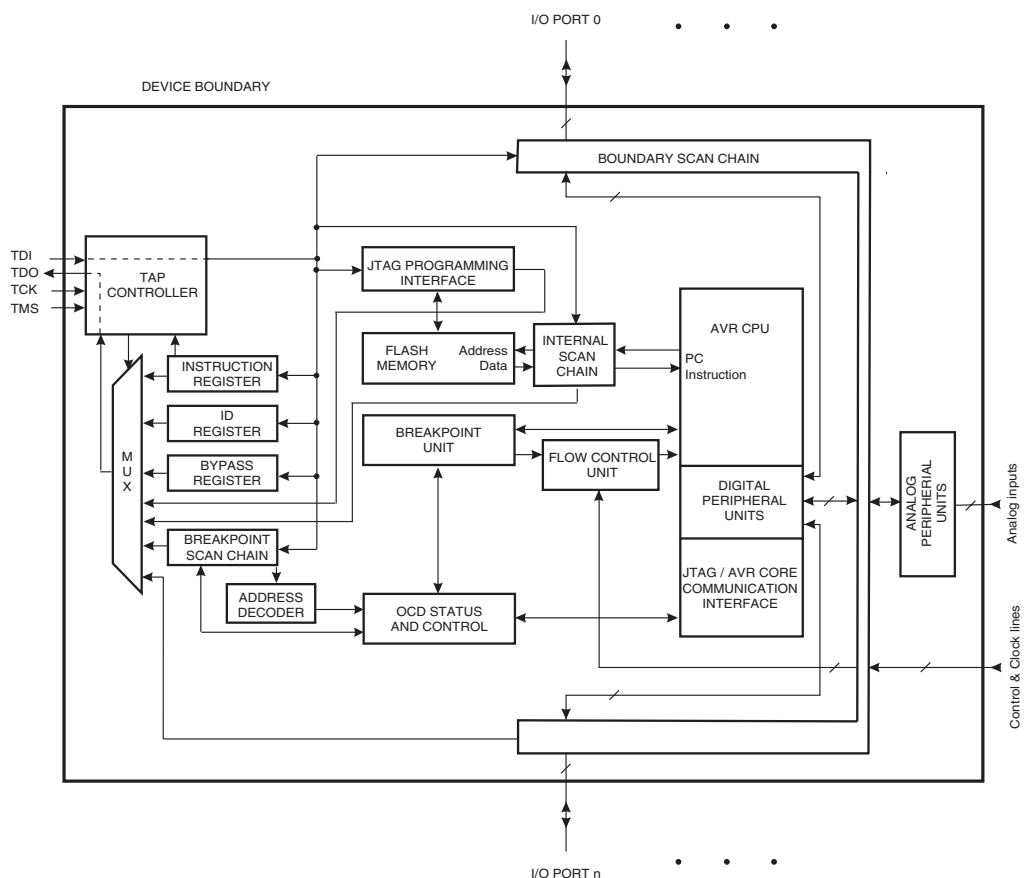 I/O PORT 0
DEVICE BOUNDARY
BOUNDARY SCAN CHAIN
TDI
TDO
TCK
TMS
TAP
CONTROLLER
JTAG PROGRAMMING
INTERFACE
AVR CPU
FLASH
MEMORY
Address
Data
INTERNAL
SCAN
CHAIN
PC
Instruction
INSTRUCTION
REGISTER
ID
REGISTER
BYPASS
REGISTER
MUX
BREAKPOINT
UNIT
FLOW CONTROL
UNIT
DIGITAL
PERIPHERAL
UNITS
ANALOG
PERIPHERIAL
UNITS
Analog inputs
BREAKPOINT
SCAN CHAIN
ADDRESS
DECODER
OCD STATUS
AND CONTROL
JTAG / AVR CORE
COMMUNICATION
INTERFACE
Control & Clock lines
I/O PORT n